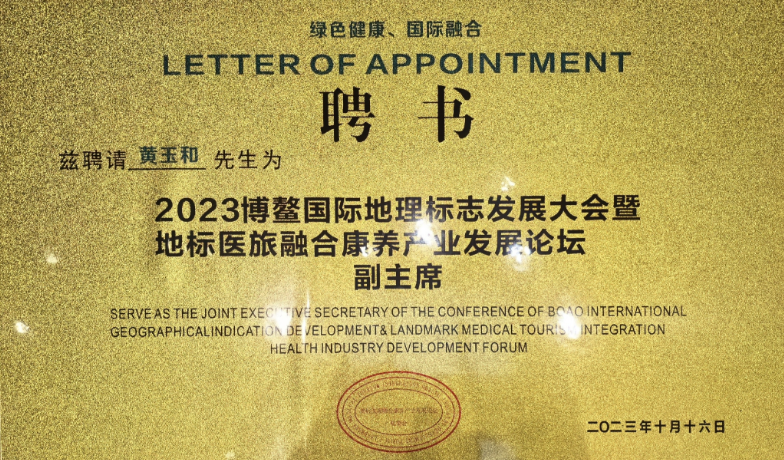 绿色健康、国际融合
LETTER OF APPOINTMENT
聘 书
兹聘请 黄玉和 先生为
2023博鳌国际地理标志发展大会暨
地标医旅融合康养产业发展论坛
副主席
SERVE AS THE JOINT EXECUTIVE SECRETARY OF THE CONFERENCE OF BOAO INTERNATIONAL
GEOGRAPHICALINDICATION DEVELOPMENT& LANDMARK MEDICAL TOURISM INTEGRATION
HEALTH INDUSTRY DEVELOPMENT FORUM
二〇二三年十月十六日